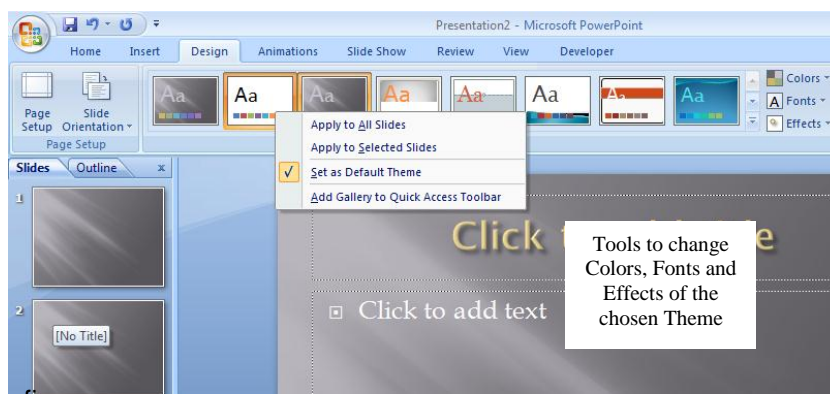 Presentation2 - Microsoft PowerPoint
Home Insert Design Animations Slide Show Review View Developer
Aa Aa Aa Aa Aa Aa Aa Aa
Colors
Fonts
Effects
Page Setup
Slide Orientation
Page Setup
Apply to All Slides
Apply to Selected Slides
Set as Default Theme
Add Gallery to Quick Access Toolbar
Slides Outline x
1
2
[No Title]
Click
e
Click to add text
Tools to change
Colors, Fonts and
Effects of the
chosen Theme